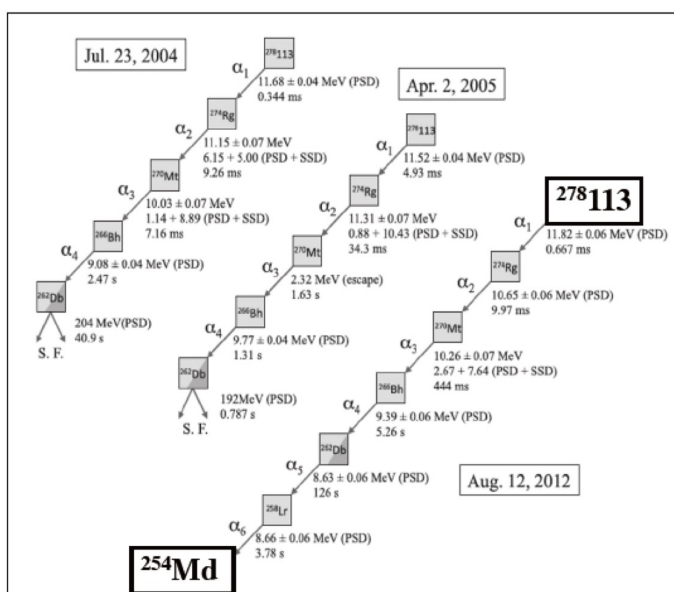 Jul. 23, 2004
²⁷⁸113
α₁
11.68 ± 0.04 MeV (PSD)
0.344 ms
²⁷⁴Rg
α₂
11.15 ± 0.07 MeV
6.15 + 5.00 (PSD + SSD)
9.26 ms
²⁷⁰Mt
α₃
10.03 ± 0.07 MeV
1.14 + 8.89 (PSD + SSD)
7.16 ms
²⁶⁶Bh
α₄
9.08 ± 0.04 MeV (PSD)
2.47 s
²⁶²Db
204 MeV(PSD)
40.9 s
S. F.
Apr. 2, 2005
²⁷⁸113
α₁
11.52 ± 0.04 MeV (PSD)
4.93 ms
²⁷⁴Rg
α₂
11.31 ± 0.07 MeV
0.88 + 10.43 (PSD + SSD)
34.3 ms
²⁷⁰Mt
α₃
2.32 MeV (escape)
1.63 s
²⁶⁶Bh
α₄
9.77 ± 0.04 MeV (PSD)
1.31 s
²⁶²Db
192MeV (PSD)
0.787 s
S. F.
²⁷⁸113
α₁
11.82 ± 0.06 MeV (PSD)
0.667 ms
²⁷⁴Rg
α₂
10.65 ± 0.06 MeV (PSD)
9.97 ms
²⁷⁰Mt
α₃
10.26 ± 0.07 MeV
2.67 + 7.64 (PSD + SSD)
444 ms
²⁶⁶Bh
α₄
9.39 ± 0.06 MeV (PSD)
5.26 s
²⁶²Db
α₅
8.63 ± 0.06 MeV (PSD)
126 s
²⁵⁸Lr
α₆
8.66 ± 0.06 MeV (PSD)
3.78 s
²⁵⁴Md
Aug. 12, 2012